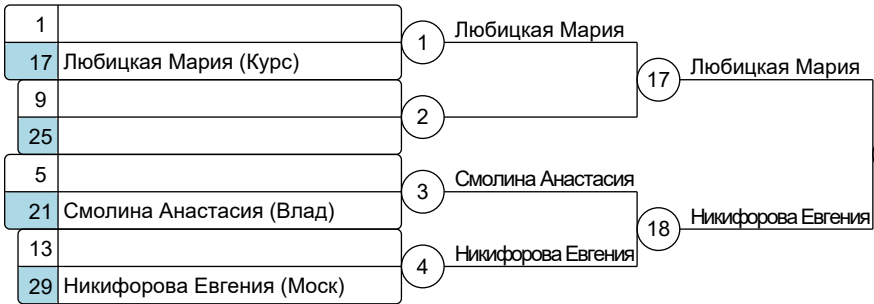 1
17 Любицкая Мария (Курс)
9
25
5
21 Смолина Анастасия (Влад)
13
29 Никифорова Евгения (Моск)
1
Любицкая Мария
2
3
Смолина Анастасия
4
Никифорова Евгения
17
Любицкая Мария
18
Никифорова Евгения